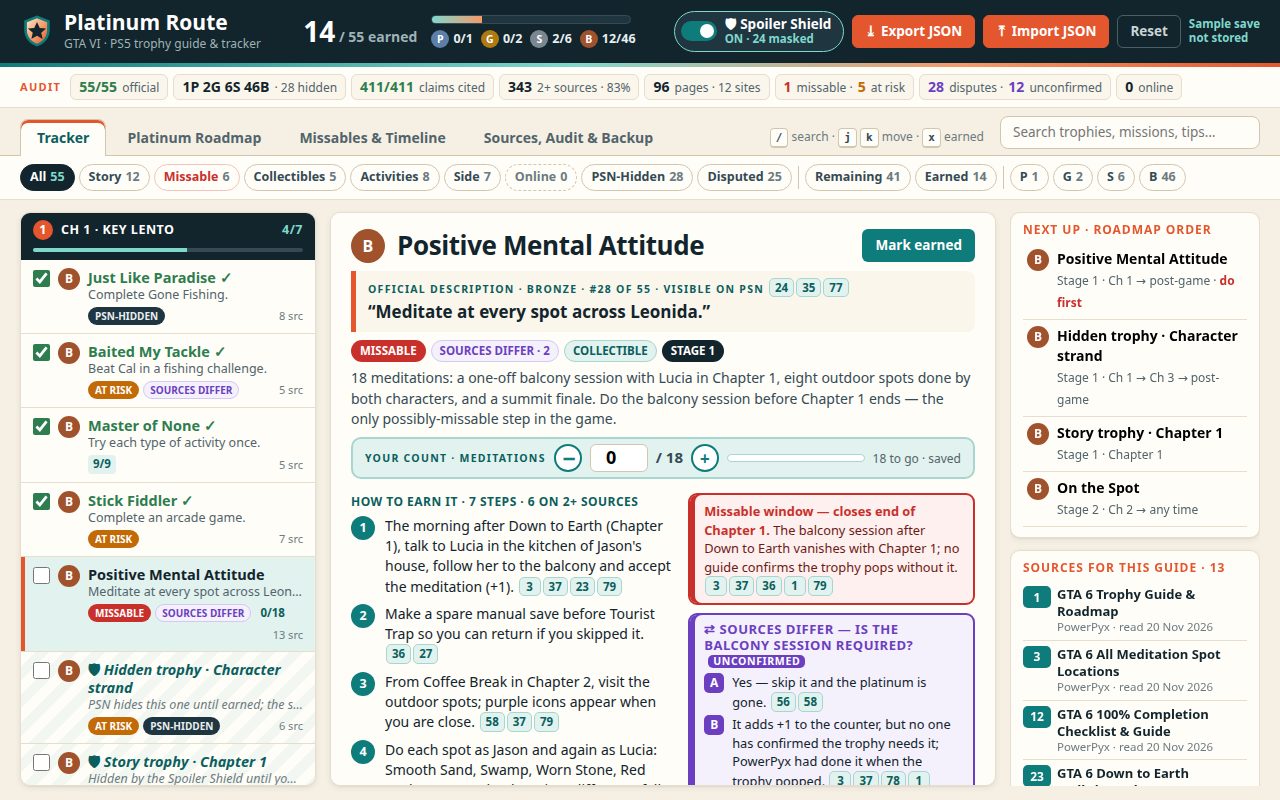 Platinum Route
GTA VI · PS5 trophy guide & tracker
14 / 55 earned
P 0/1 G 0/2 S 2/6 B 12/46
Spoiler Shield
ON · 24 masked
Export JSON
Import JSON
Reset
Sample save
not stored
AUDIT 55/55 official 1P 2G 6S 46B · 28 hidden 411/411 claims cited 343 2+ sources · 83% 96 pages · 12 sites 1 missable · 5 at risk 28 disputes · 12 unconfirmed 0 online
Tracker Platinum Roadmap Missables & Timeline Sources, Audit & Backup / search · j k move · x earned Search trophies, missions, tips...
All 55 Story 12 Missable 6 Collectibles 5 Activities 8 Side 7 Online 0 PSN-Hidden 28 Disputed 25 Remaining 41 Earned 14 P 1 G 2 S 6 B 46
1 CH 1 · KEY LENTO 4/7
B Just Like Paradise ✓
Complete Gone Fishing.
PSN-HIDDEN 8 src
B Baited My Tackle ✓
Beat Cal in a fishing challenge.
AT RISK SOURCES DIFFER 5 src
B Master of None ✓
Try each type of activity once.
9/9 5 src
B Stick Fiddler ✓
Complete an arcade game.
AT RISK 7 src
B Positive Mental Attitude
Meditate at every spot across Leon...
MISSABLE SOURCES DIFFER 0/18
13 src
B Hidden trophy · Character
strand
PSN hides this one until earned; the s...
AT RISK PSN-HIDDEN 6 src
B Story trophy · Chapter 1
Hidden by the Spoiler Shield until yo...
B Positive Mental Attitude Mark earned
OFFICIAL DESCRIPTION · BRONZE · #28 OF 55 · VISIBLE ON PSN 24 35 77
“Meditate at every spot across Leonida.”
MISSABLE SOURCES DIFFER · 2 COLLECTIBLE STAGE 1
18 meditations: a one-off balcony session with Lucia in Chapter 1, eight outdoor spots done by
both characters, and a summit finale. Do the balcony session before Chapter 1 ends — the
only possibly-missable step in the game.
YOUR COUNT · MEDITATIONS − 0 / 18 + 18 to go · saved
HOW TO EARN IT · 7 STEPS · 6 ON 2+ SOURCES
1 The morning after Down to Earth (Chapter
1), talk to Lucia in the kitchen of Jason's
house, follow her to the balcony and accept
the meditation (+1). 3 37 23 79
2 Make a spare manual save before Tourist
Trap so you can return if you skipped it.
36 27
3 From Coffee Break in Chapter 2, visit the
outdoor spots; purple icons appear when
you are close. 58 37 79
4 Do each spot as Jason and again as Lucia:
Smooth Sand, Swamp, Worn Stone, Red
Missable window — closes end of
Chapter 1. The balcony session after
Down to Earth vanishes with Chapter 1; no
guide confirms the trophy pops without it.
3 37 36 1 79
⇄ SOURCES DIFFER — IS THE
BALCONY SESSION REQUIRED?
UNCONFIRMED
A Yes — skip it and the platinum is
gone. 56 58
B It adds +1 to the counter, but no one
has confirmed the trophy needs it;
PowerPyx had done it when the
trophy popped. 3 37 78 1
NEXT UP · ROADMAP ORDER
B Positive Mental Attitude
Stage 1 · Ch 1 → post-game · do
first
B Hidden trophy · Character
strand
Stage 1 · Ch 1 → Ch 3 → post-
game
B Story trophy · Chapter 1
Stage 1 · Chapter 1
B On the Spot
Stage 2 · Ch 2 → any time
SOURCES FOR THIS GUIDE · 13
1 GTA 6 Trophy Guide &
Roadmap
PowerPyx · read 20 Nov 2026
3 GTA 6 All Meditation Spot
Locations
PowerPyx · read 20 Nov 2026
12 GTA 6 100% Completion
Checklist & Guide
PowerPyx · read 20 Nov 2026
23 GTA 6 Down to Earth